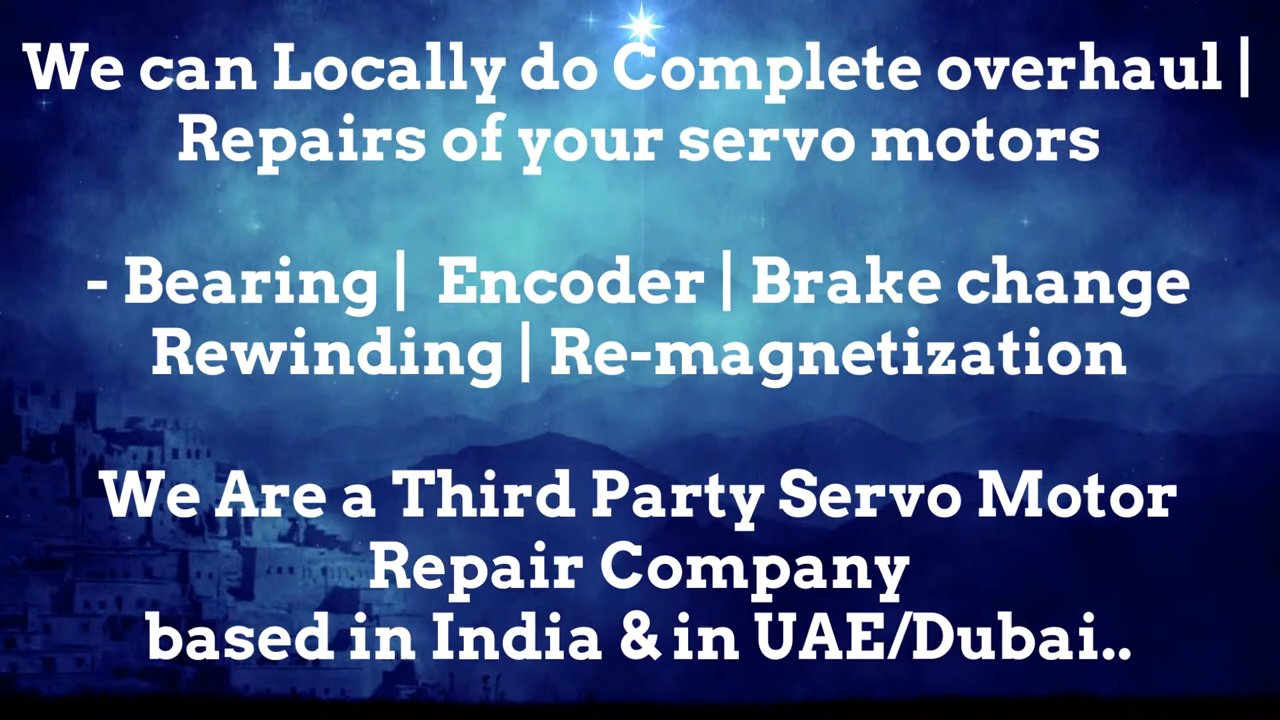 We can Locally do Complete overhaul |
Repairs of your servo motors
- Bearing | Encoder | Brake change
Rewinding | Re-magnetization
We Are a Third Party Servo Motor
Repair Company
based in India & in UAE/Dubai..